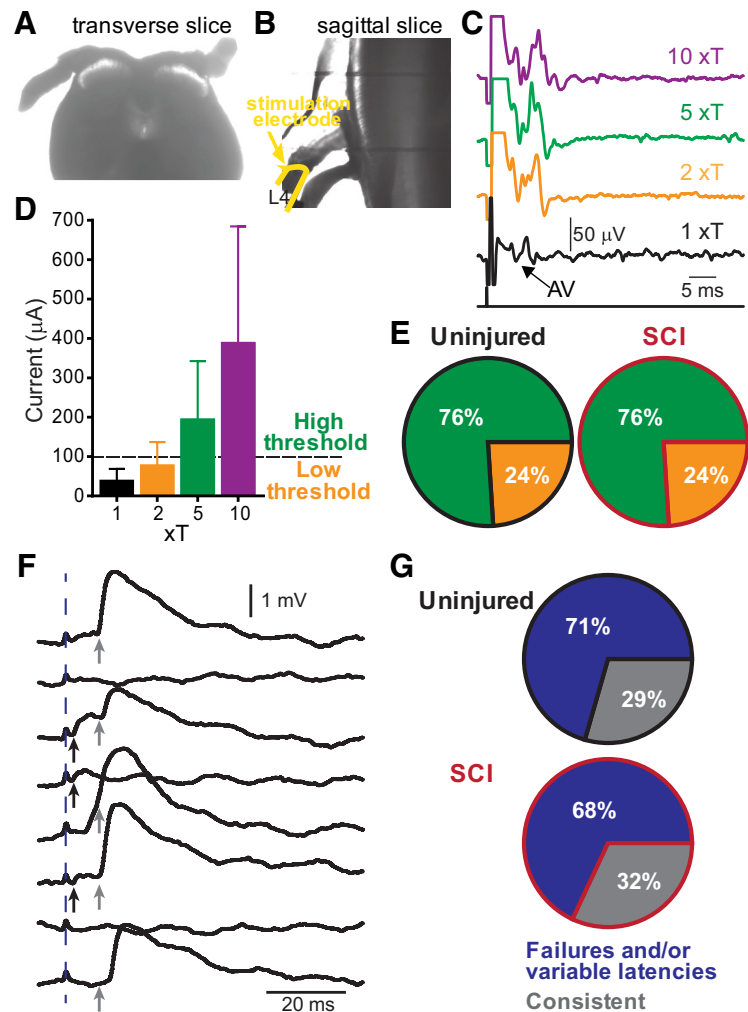 A
transverse slice
B
sagittal slice
stimulation
electrode
L4
C
10 xT
5 xT
2 xT
1 xT
50 μV
AV
5 ms
D
Current (μA)
700
600
500
400
300
200
100
0
1 2 5 10
xT
High
threshold
Low
threshold
E
Uninjured
SCI
76%
24%
76%
24%
F
1 mV
20 ms
G
Uninjured
71%
29%
SCI
68%
32%
Failures and/or
variable latencies
Consistent